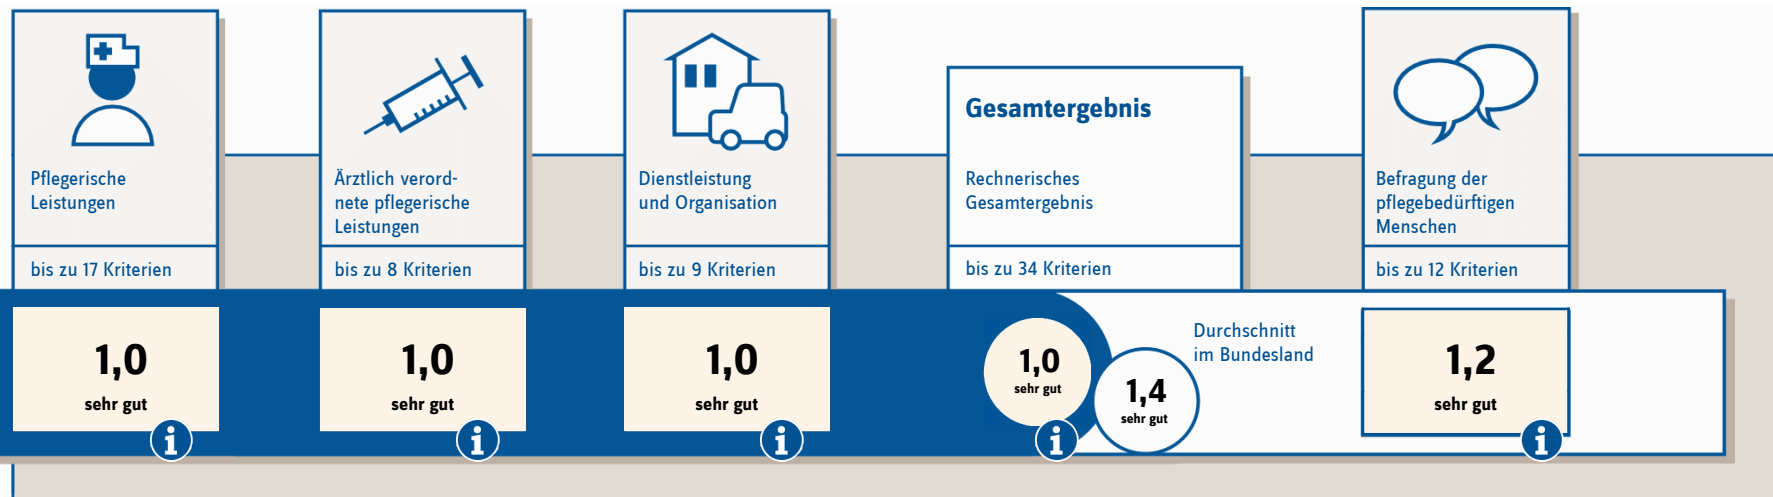 Pflegerische
Leistungen
bis zu 17 Kriterien
1,0
sehr gut
i
Ärztlich verord-
nete pflegerische
Leistungen
bis zu 8 Kriterien
1,0
sehr gut
i
Dienstleistung
und Organisation
bis zu 9 Kriterien
1,0
sehr gut
i
Gesamtergebnis
Rechnerisches
Gesamtergebnis
bis zu 34 Kriterien
1,0
sehr gut
i
1,4
sehr gut
Durchschnitt
im Bundesland
Befragung der
pflegebedürftigen
Menschen
bis zu 12 Kriterien
1,2
sehr gut
i